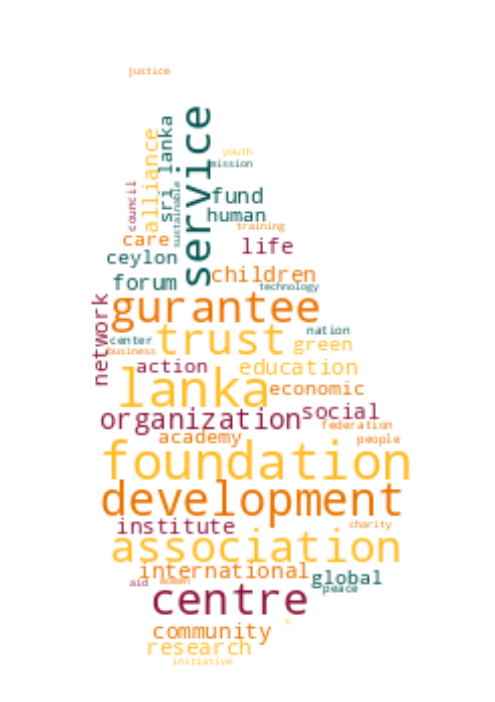 justice
service
sri lanka
alliance
youth
mission
council
sustainable
fund
human
training
care
life
ceylon
children
forum
technology
gurantee
network
nation
trust
center
green
business
action
education
lanka
economic
organization
social
federation
academy
people
foundation
development
institute
charity
association
international
global
aid
women
peace
centre
s
community
research
initiative